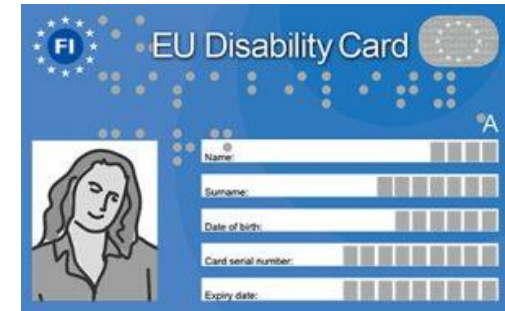 FI
EU Disability Card
A
Name:
Surname:
Date of birth:
Card serial number:
Expiry date: